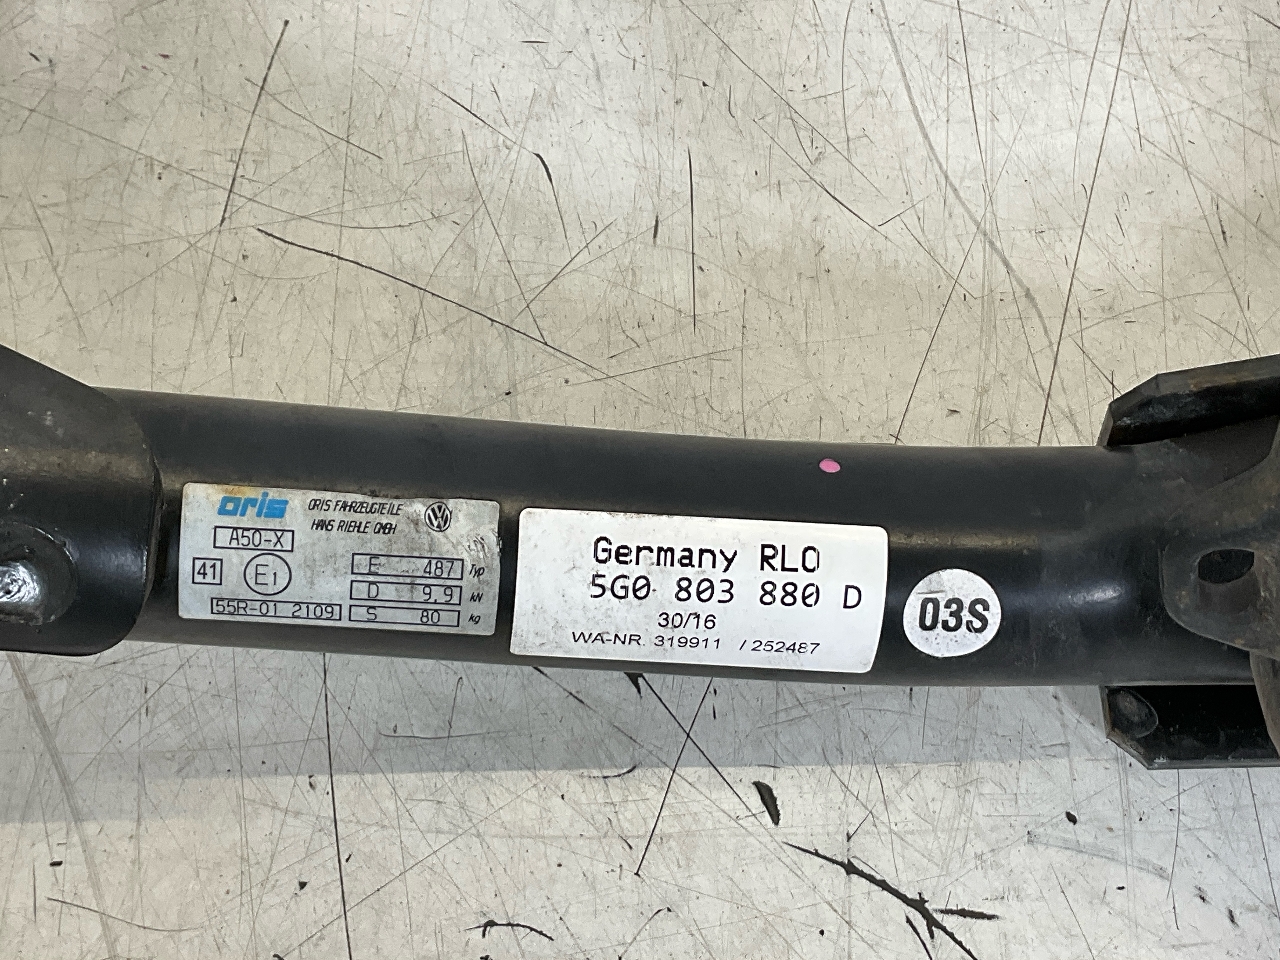 oris
ORIS FAHRZEUGTEILE
HANS RIEHLE GMBH
A50-X
41
E1
E 487 Typ
D 9,9 kN
S 80 kg
55R-01 2109
Germany RLO
5G0 803 880 D
30/16
WA-NR. 319911 / 252487
03S